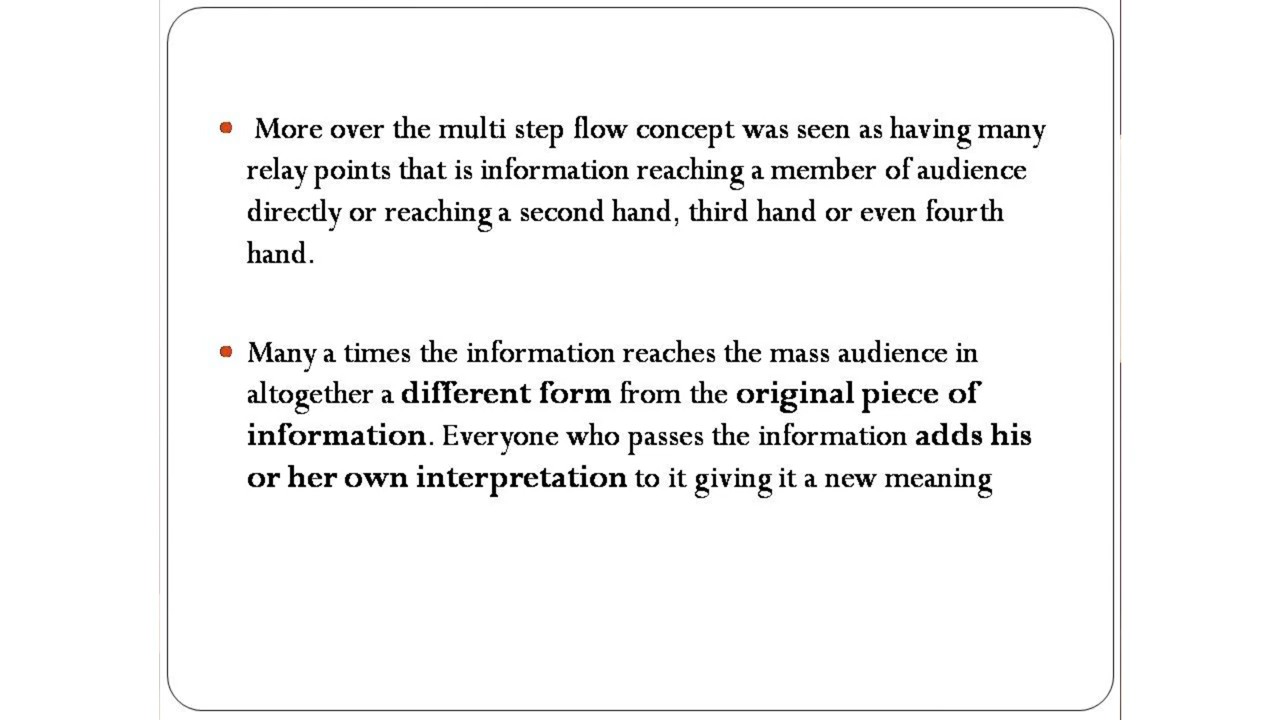 More over the multi step flow concept was seen as having many
relay points that is information reaching a member of audience
directly or reaching a second hand, third hand or even fourth
hand.
Many a times the information reaches the mass audience in
altogether a different form from the original piece of
information. Everyone who passes the information adds his
or her own interpretation to it giving it a new meaning